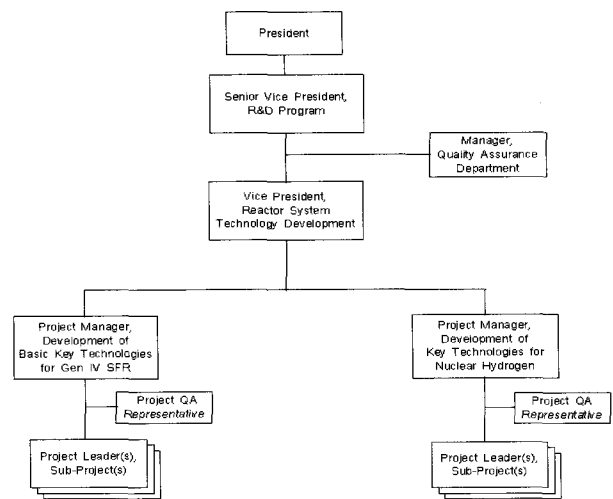 President
Senior Vice President,
R&D Program
Manager,
Quality Assurance
Department
Vice President,
Reactor System
Technology Development
Project Manager,
Development of
Basic Key Technologies
for Gen IV SFR
Project Manager,
Development of
Key Technologies for
Nuclear Hydrogen
Project QA
Representative
Project QA
Representative
Project Leader(s),
Sub-Project(s)
Project Leader(s),
Sub-Project(s)